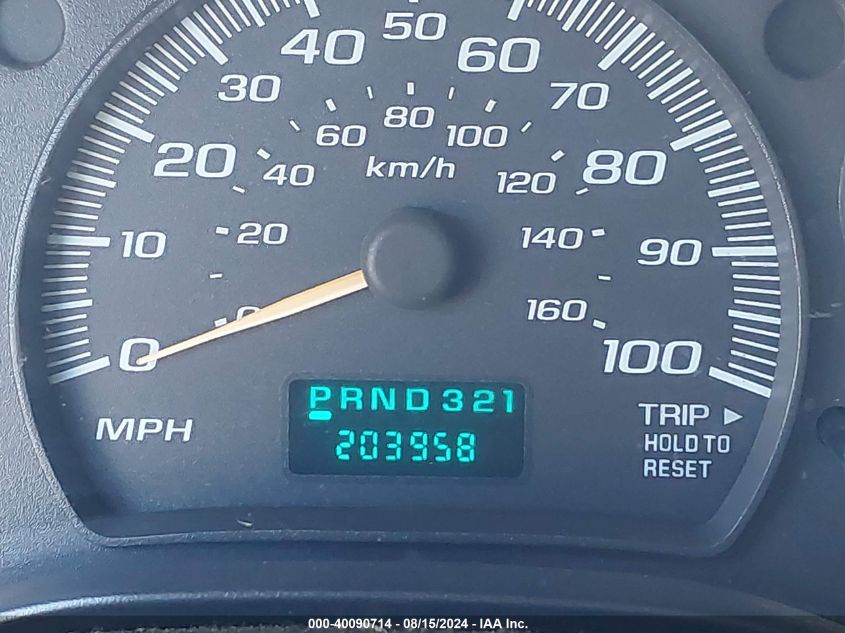 50
40 60
30 70
80
60 100
20 40 km/h 120 80
10 20 140 90
0 0 160 100
MPH
PRND321
203958
TRIP ►
HOLD TO
RESET
000-40090714 - 08/15/2024 - IAA Inc.